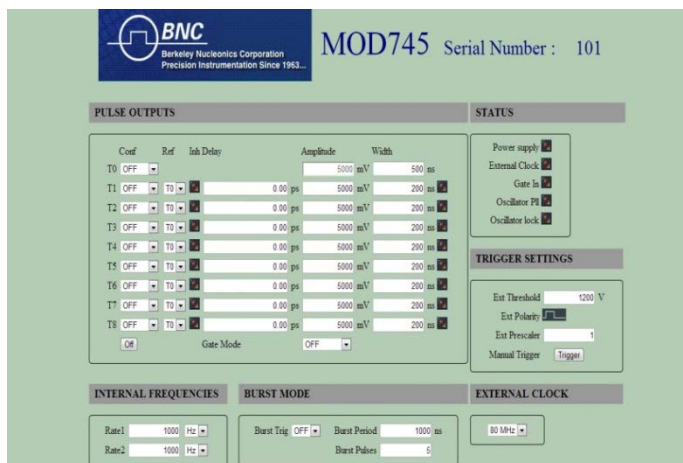 BNC
Berkeley Nucleonics Corporation
Precision Instrumentation Since 1963...
MOD745 Serial Number : 101
PULSE OUTPUTS
Conf Ref Inh Delay Amplitude Width
T0 OFF 5000 mV 500 ns
T1 OFF T0 0.00 ps 5000 mV 200 ns
T2 OFF T0 0.00 ps 5000 mV 200 ns
T3 OFF T0 0.00 ps 5000 mV 200 ns
T4 OFF T0 0.00 ps 5000 mV 200 ns
T5 OFF T0 0.00 ps 5000 mV 200 ns
T6 OFF T0 0.00 ps 5000 mV 200 ns
T7 OFF T0 0.00 ps 5000 mV 200 ns
T8 OFF T0 0.00 ps 5000 mV 200 ns
Off Gate Mode OFF
STATUS
Power supply
External Clock
Gate In
Oscillator Pll
Oscillator lock
TRIGGER SETTINGS
Ext Threshold 1200 V
Ext Polarity
Ext Prescaler 1
Manual Trigger Trigger
INTERNAL FREQUENCIES
Rate1 1000 Hz
Rate2 1000 Hz
BURST MODE
Burst Trig OFF Burst Period 1000 ns
Burst Pulses 5
EXTERNAL CLOCK
80 MHz